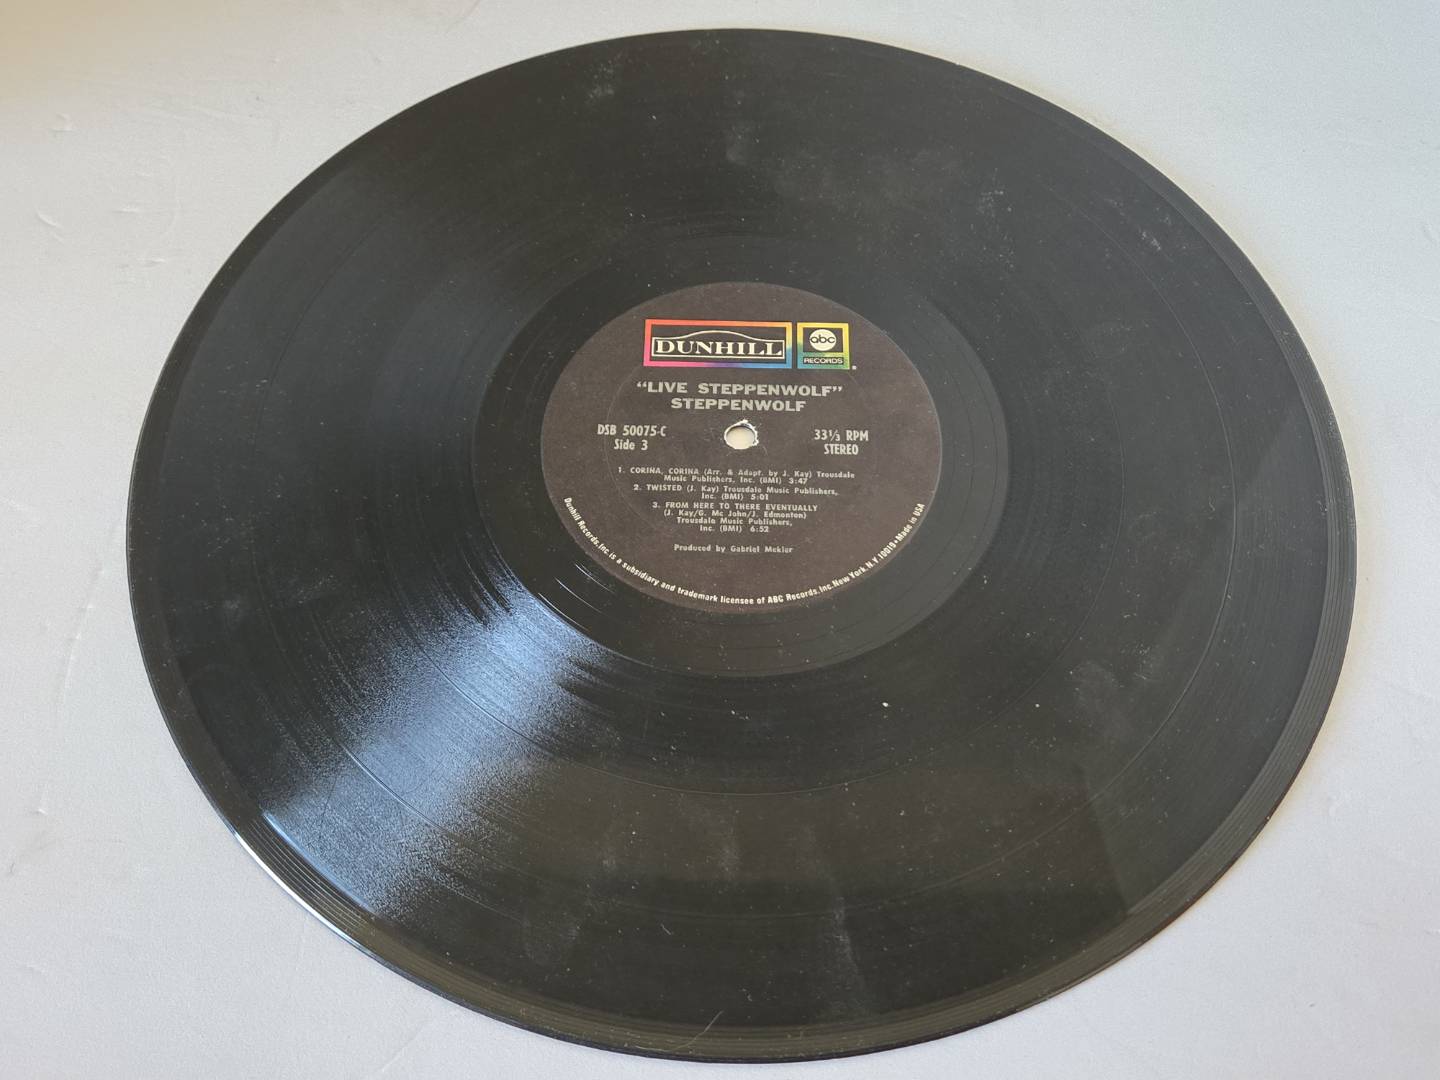 DUNHILL
abc
RECORDS
"LIVE STEPPENWOLF"
STEPPENWOLF
DSB 50075-C
Side 3
33⅓ RPM
STEREO
1. CORINA, CORINA (Arr. & Adapt. by J. Kay) Trousdale
Music Publishers, Inc. (BMI) 3:47
2. TWISTED (J. Kay) Trousdale Music Publishers,
Inc. (BMI) 5:01
3. FROM HERE TO THERE EVENTUALLY
(J. Kay/G. Mc John/J. Edmonton)
Trousdale Music Publishers,
Inc. (BMI) 6:52
Produced by Gabriel Mekler
Dunhill Records, Inc. is a subsidiary and trademark licensee of ABC Records, Inc. New York, N.Y. 10019 • Made in USA